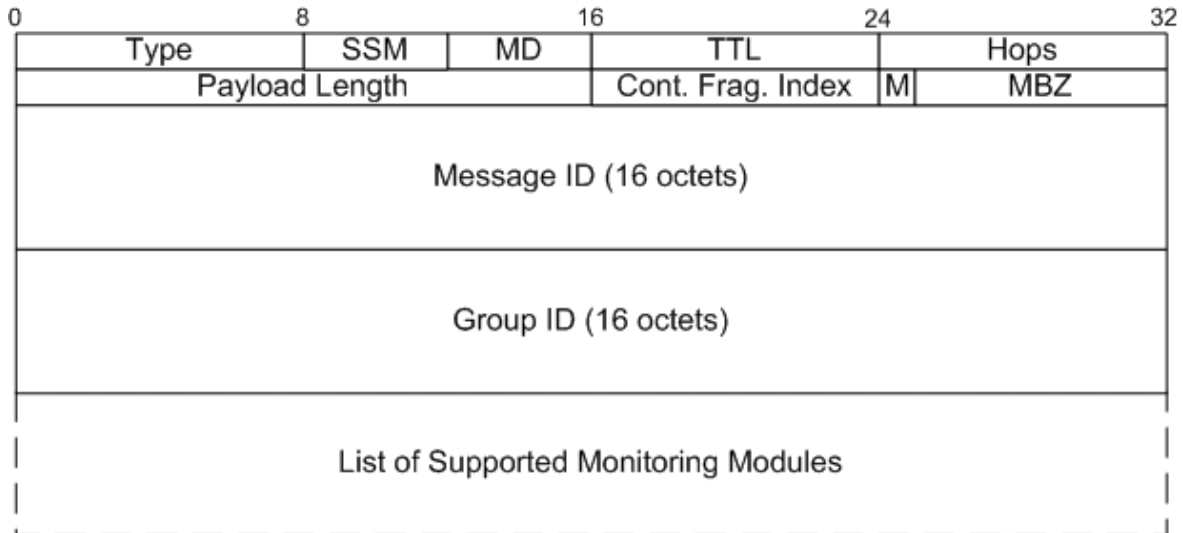 0 8 16 24 32
Type SSM MD TTL Hops
Payload Length Cont. Frag. Index M MBZ
Message ID (16 octets)
Group ID (16 octets)
List of Supported Monitoring Modules